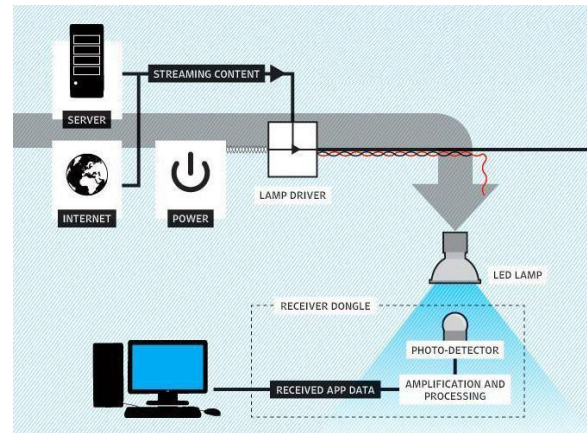 STREAMING CONTENT
SERVER
INTERNET
POWER
LAMP DRIVER
LED LAMP
RECEIVER DONGLE
PHOTO-DETECTOR
RECEIVED APP DATA
AMPLIFICATION AND
PROCESSING